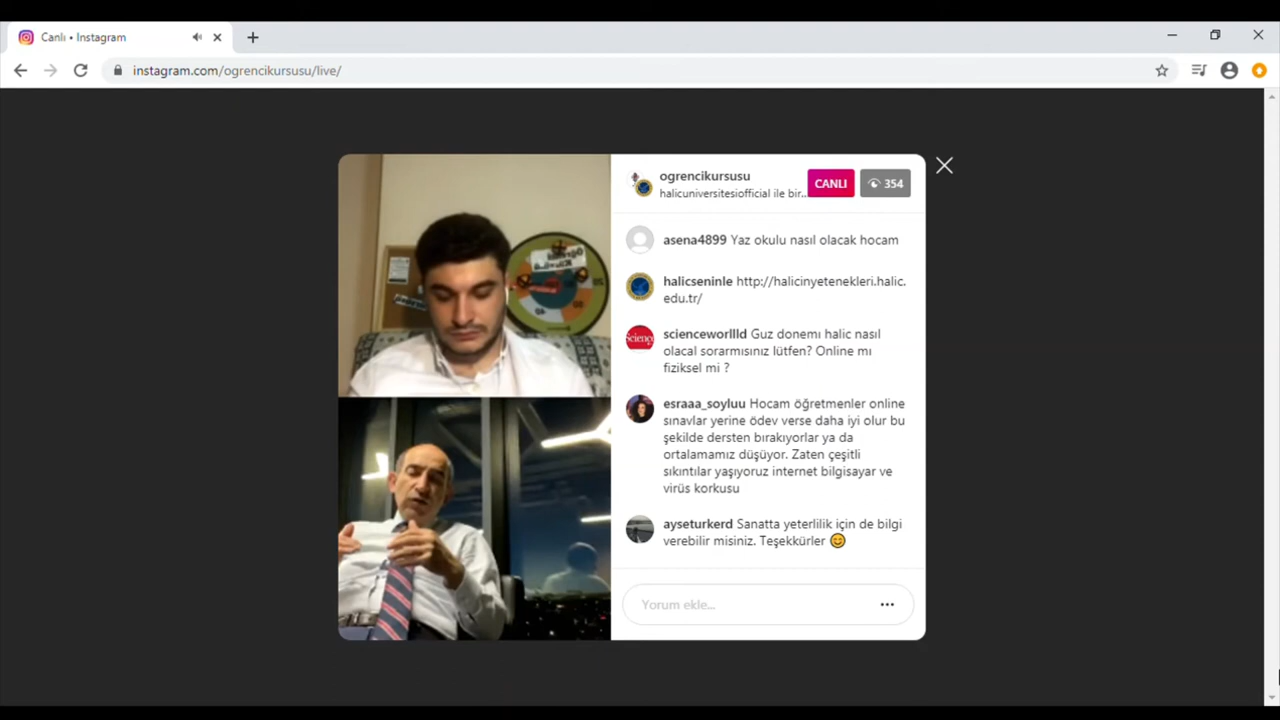 Canlı • Instagram
instagram.com/ogrencikursusu/live/
ogrencikursusu
halicuniversitesiofficial ile bir...
CANLI
354
asena4899 Yaz okulu nasıl olacak hocam
halicseninle http://halicinyetenekleri.halic.
edu.tr/
Science
scienceworllld Guz donemı halic nasıl
olacal sorarmısınız lütfen? Online mı
fiziksel mi ?
esraaa_soyluu Hocam öğretmenler online
sınavlar yerine ödev verse daha iyi olur bu
şekilde dersten bırakıyorlar ya da
ortalamamız düşüyor. Zaten çeşitli
sıkıntılar yaşıyoruz internet bilgisayar ve
virüs korkusu
ayseturkerd Sanatta yeterlilik için de bilgi
verebilir misiniz. Teşekkürler 😊
Yorum ekle...